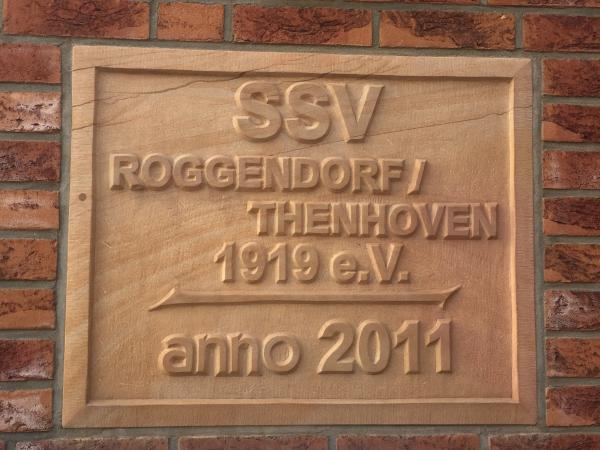 SSV
ROGGENDORF/
THENHOVEN
1919 e.V.
anno 2011